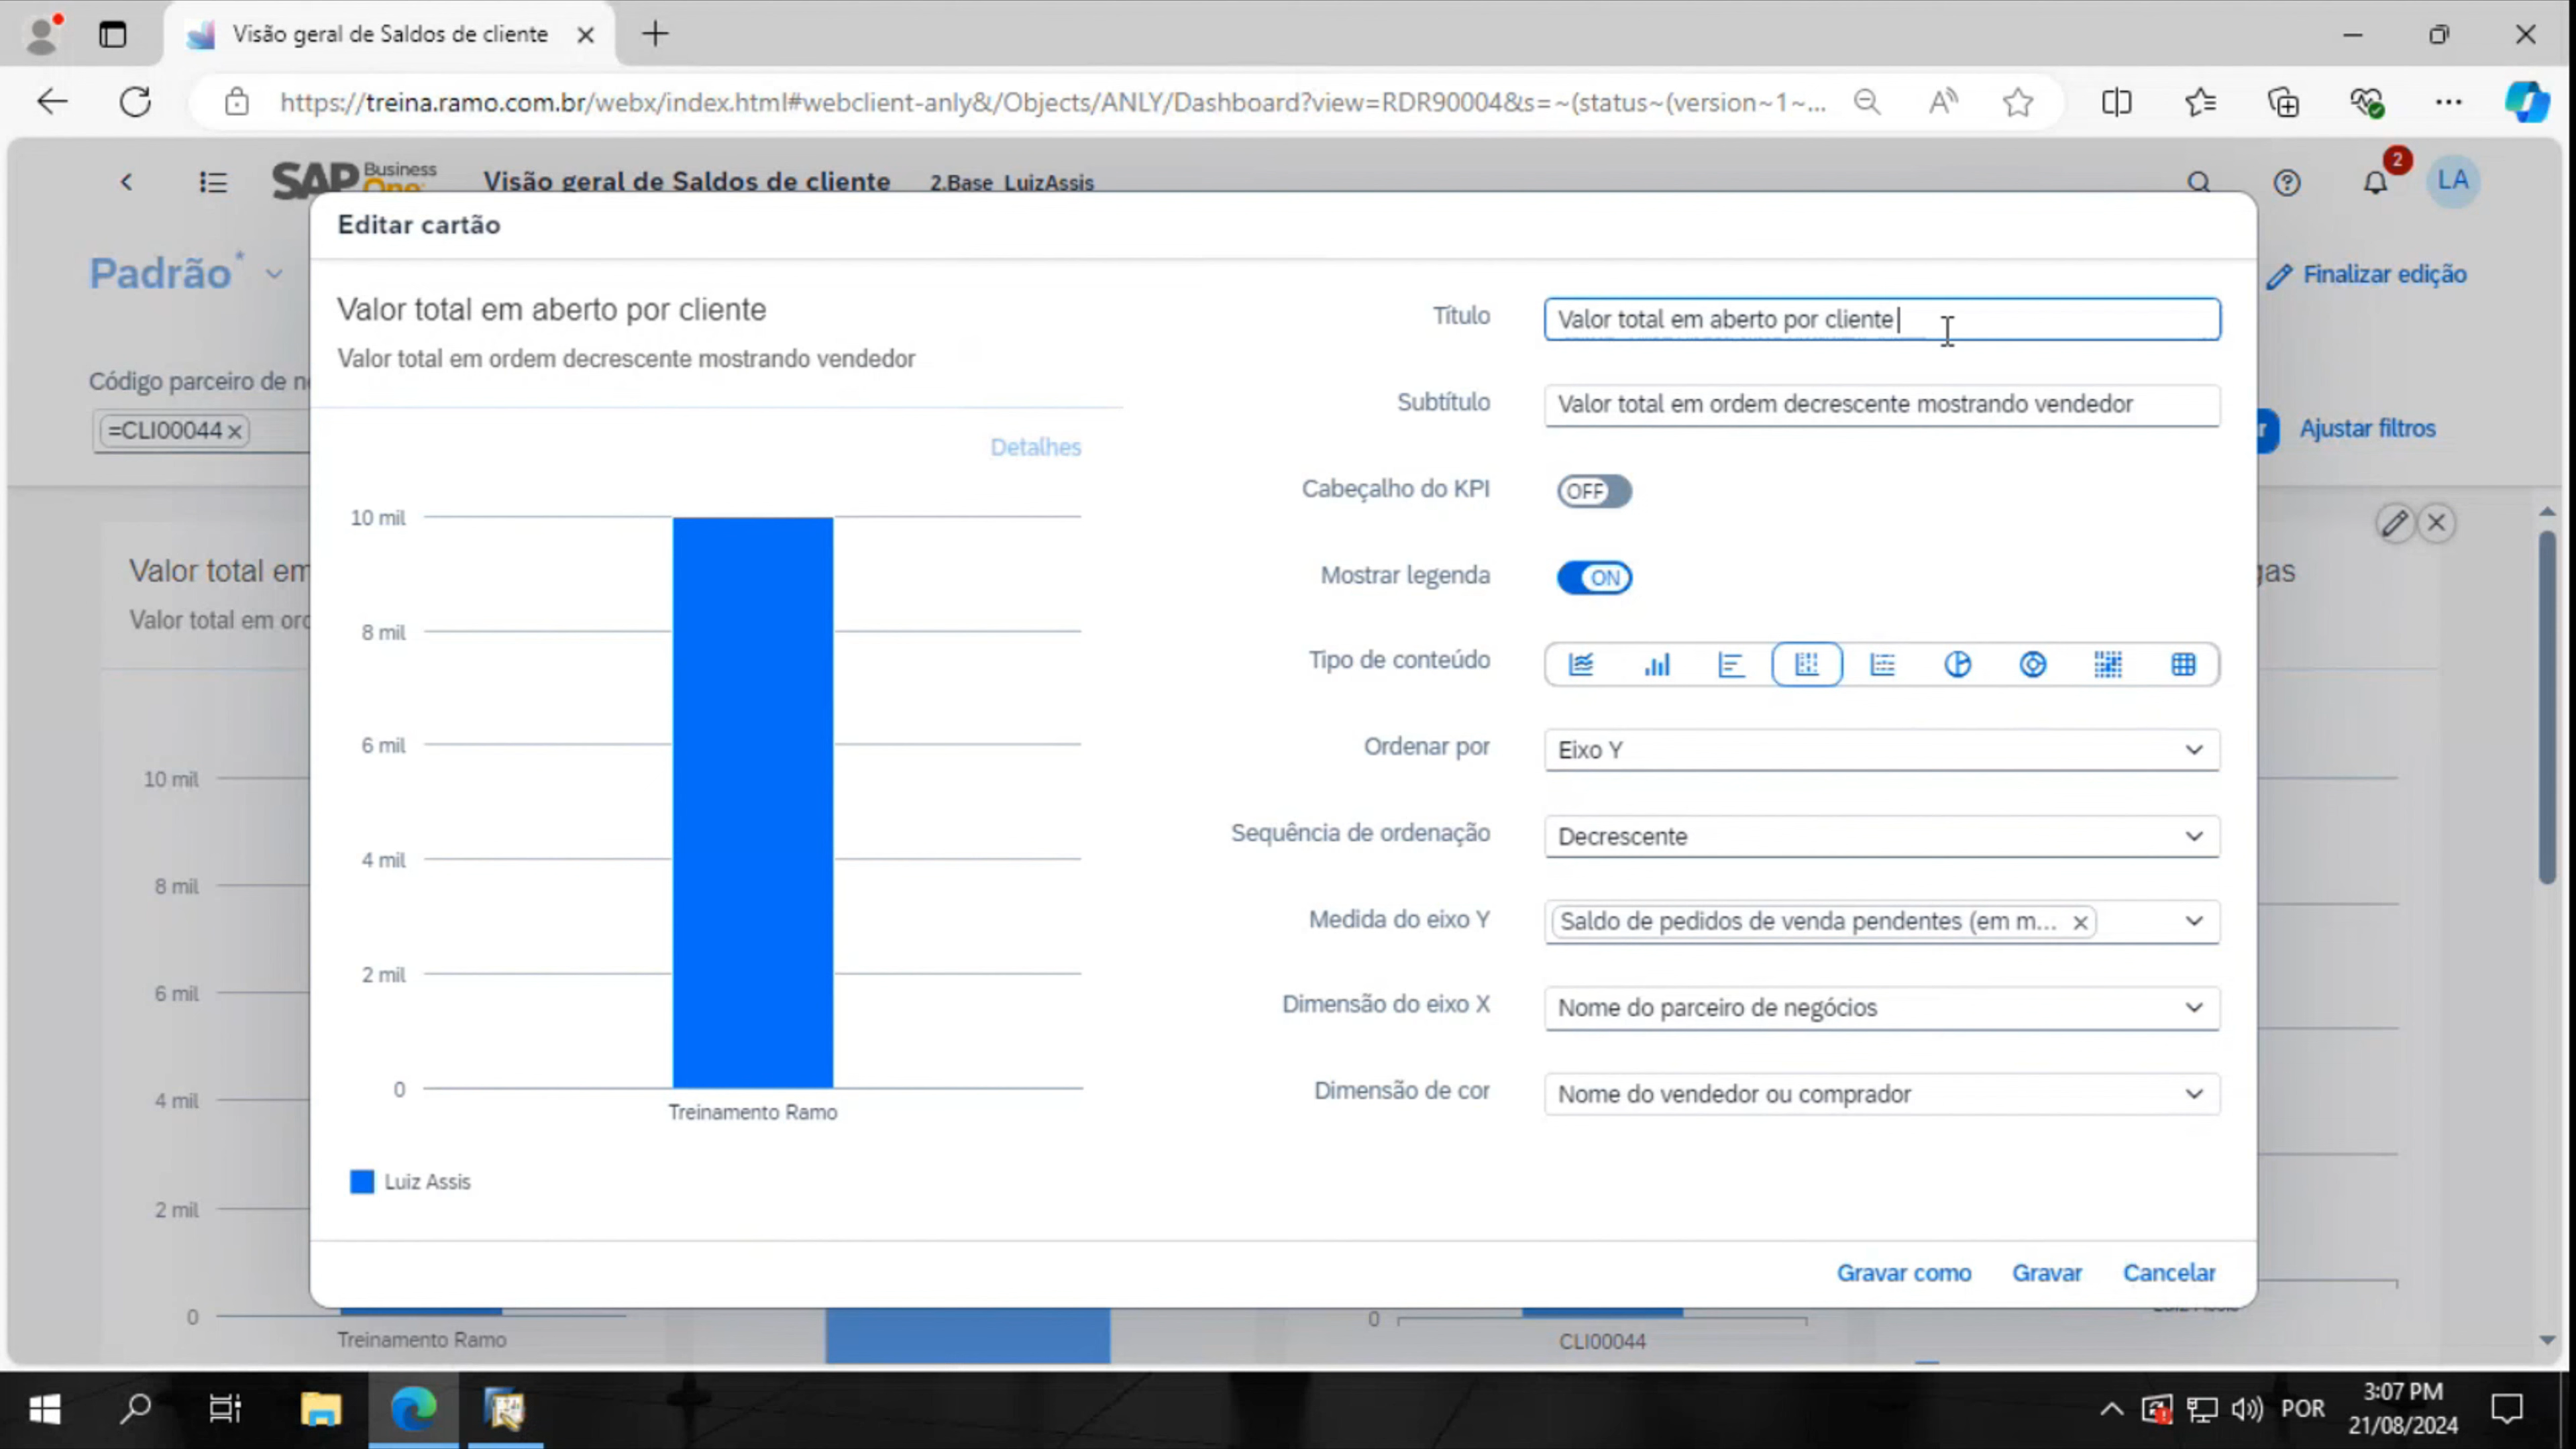 Visão geral de Saldos de cliente
https://treina.ramo.com.br/webx/index.html#webclient-anly&/Objects/ANLY/Dashboard?view=RDR90004&s=~(status~(version~1~...
SAP Business One
Visão geral de Saldos de cliente 2.Base_LuizAssis
2
LA
Editar cartão
Padrão*
Finalizar edição
Valor total em aberto por cliente
Valor total em ordem decrescente mostrando vendedor
Título
Valor total em aberto por cliente
Código parceiro de n
=CLI00044
Subtítulo
Valor total em ordem decrescente mostrando vendedor
Ajustar filtros
Detalhes
Cabeçalho do KPI
OFF
Mostrar legenda
ON
Tipo de conteúdo
Ordenar por
Eixo Y
Sequência de ordenação
Decrescente
Medida do eixo Y
Saldo de pedidos de venda pendentes (em m...
Dimensão do eixo X
Nome do parceiro de negócios
Dimensão de cor
Nome do vendedor ou comprador
10 mil
8 mil
6 mil
4 mil
2 mil
0
Treinamento Ramo
Luiz Assis
Gravar como
Gravar
Cancelar
Valor total em
Valor total em ord
gas
10 mil
8 mil
6 mil
4 mil
2 mil
0
Treinamento Ramo
0
CLI00044
POR
3:07 PM
21/08/2024